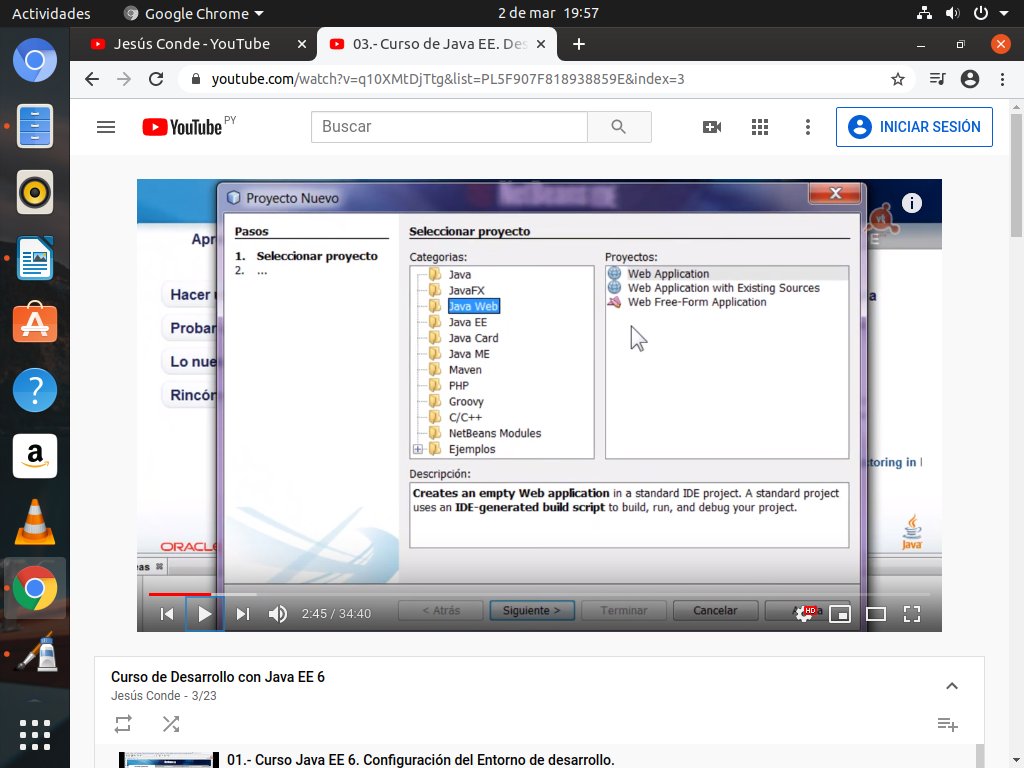 Actividades
Google Chrome
2 de mar 19:57
Jesús Conde - YouTube
03.- Curso de Java EE. Des
youtube.com/watch?v=q10XMtDjTtg&list=PL5F907F818938859E&index=3
YouTube PY
Buscar
INICIAR SESIÓN
NetBeans IDE
Proyecto Nuevo
Pasos
1. Seleccionar proyecto
2. ...
Seleccionar proyecto
Categorías:
Java
JavaFX
Java Web
Java EE
Java Card
Java ME
Maven
PHP
Groovy
C/C++
NetBeans Modules
Ejemplos
Proyectos:
Web Application
Web Application with Existing Sources
Web Free-Form Application
Descripción:
Creates an empty Web application in a standard IDE project. A standard project
uses an IDE-generated build script to build, run, and debug your project.
Apr
Hacer u
Probar
Lo nue
Rincón
ORACLE
eas
a
toring in
Java
< Atrás
Siguiente >
Terminar
Cancelar
2:45 / 34:40
HD
Curso de Desarrollo con Java EE 6
Jesús Conde - 3/23
01.- Curso Java EE 6. Configuración del Entorno de desarrollo.